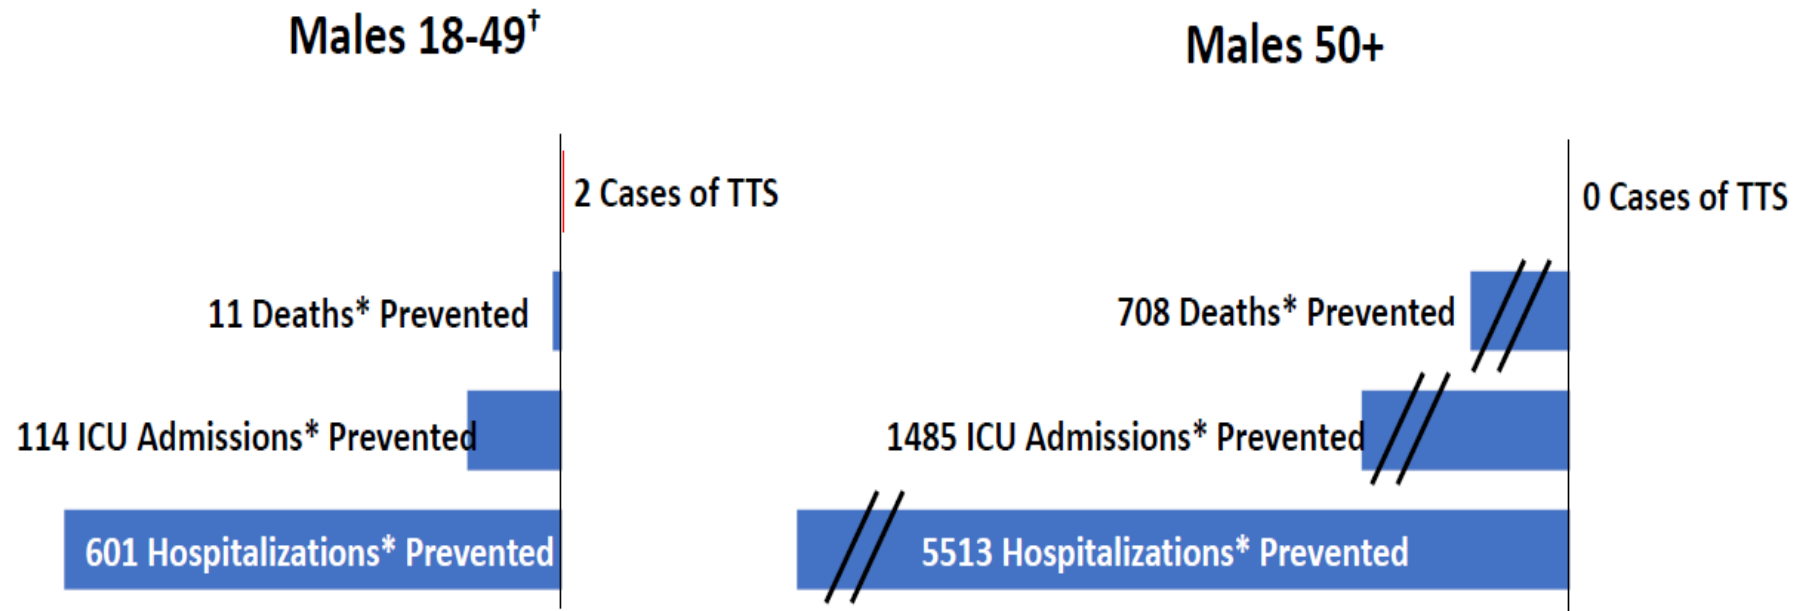 Males 18-49†
2 Cases of TTS
11 Deaths* Prevented
114 ICU Admissions* Prevented
601 Hospitalizations* Prevented
Males 50+
0 Cases of TTS
708 Deaths* Prevented
1485 ICU Admissions* Prevented
5513 Hospitalizations* Prevented